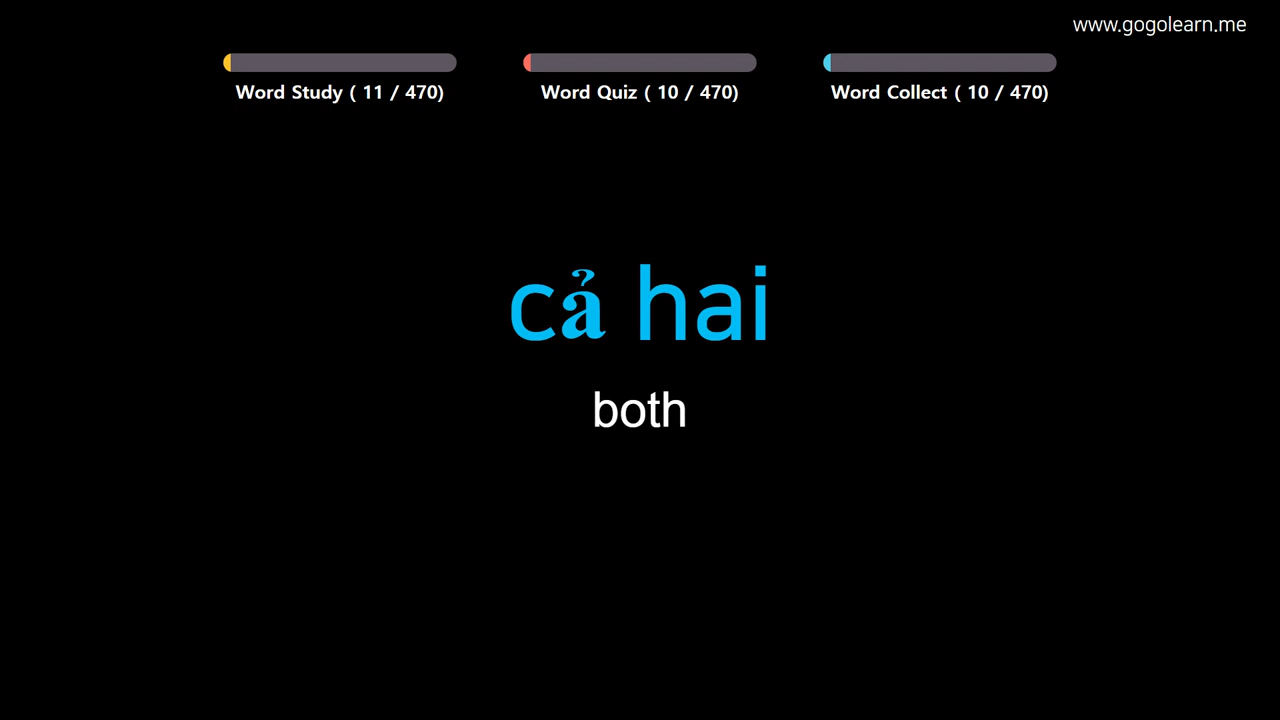 www.gogolearn.me
Word Study ( 11 / 470)
Word Quiz ( 10 / 470)
Word Collect ( 10 / 470)
cả hai
both